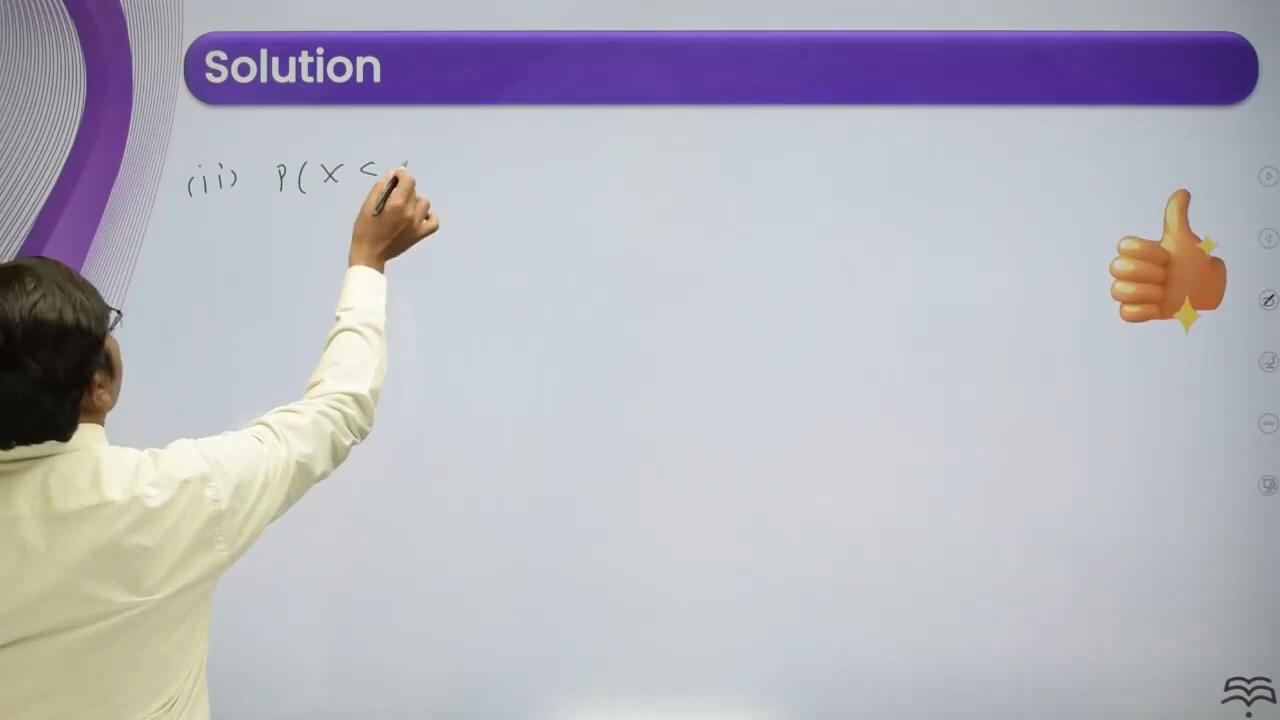 Solution
(ii) P( X <